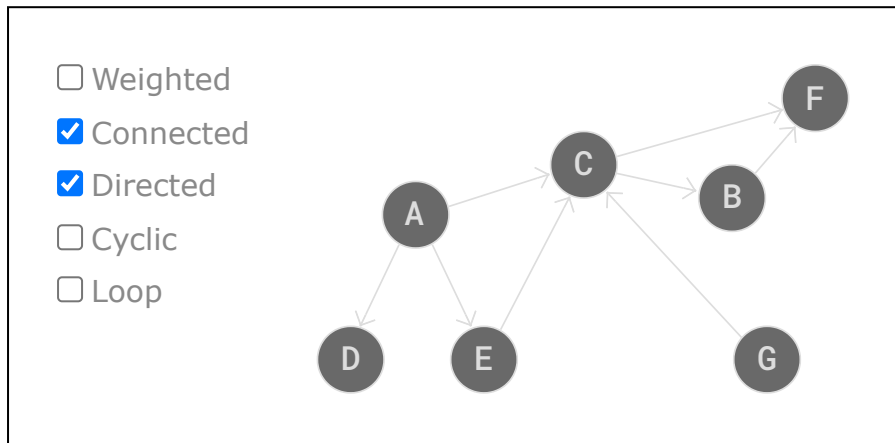 Weighted
Connected
Directed
Cyclic
Loop
F
C
B
A
D E G